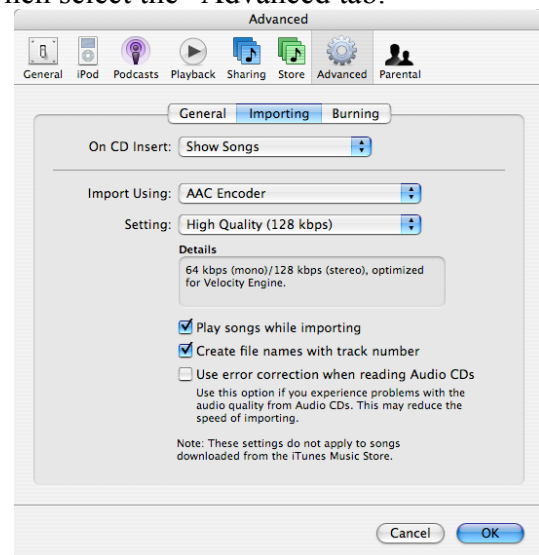 then select the "Advanced tab.
Advanced
General iPod Podcasts Playback Sharing Store Advanced Parental
General Importing Burning
On CD Insert: Show Songs
Import Using: AAC Encoder
Setting: High Quality (128 kbps)
Details
64 kbps (mono)/128 kbps (stereo), optimized
for Velocity Engine.
Play songs while importing
Create file names with track number
Use error correction when reading Audio CDs
Use this option if you experience problems with the
audio quality from Audio CDs. This may reduce the
speed of importing.
Note: These settings do not apply to songs
downloaded from the iTunes Music Store.
Cancel OK